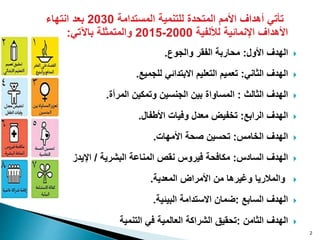 تأتي أهداف الأمم المتحدة للتنمية المستدامة 2030 بعد انتهاء
الأهداف الإنمائية للألفية 2000-2015 والمتمثلة بالآتي:
الهدف الأول: محاربة الفقر والجوع.
الهدف الثاني: تعميم التعليم الابتدائي للجميع.
الهدف الثالث : المساواة بين الجنسين وتمكين المرأة.
الهدف الرابع: تخفيض معدل وفيات الأطفال.
الهدف الخامس: تحسين صحة الأمهات.
الهدف السادس: مكافحة فيروس نقص المناعة البشرية / الإيدز
والملاريا وغيرها من الأمراض المعدية.
الهدف السابع :ضمان الاستدامة البيئية.
الهدف الثامن :تحقيق الشراكة العالمية في التنمية
2